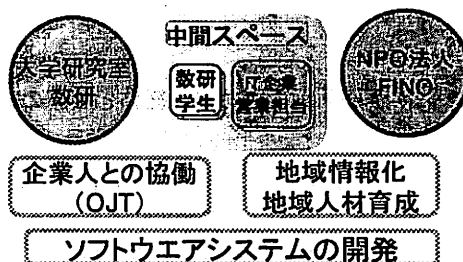 中間スペース
大学研究室
数研
数研
学生
IT企業
営業担当
NPO法人
FINO
企業人との協働
(OJT)
地域情報化
地域人材育成
ソフトウエアシステムの開発